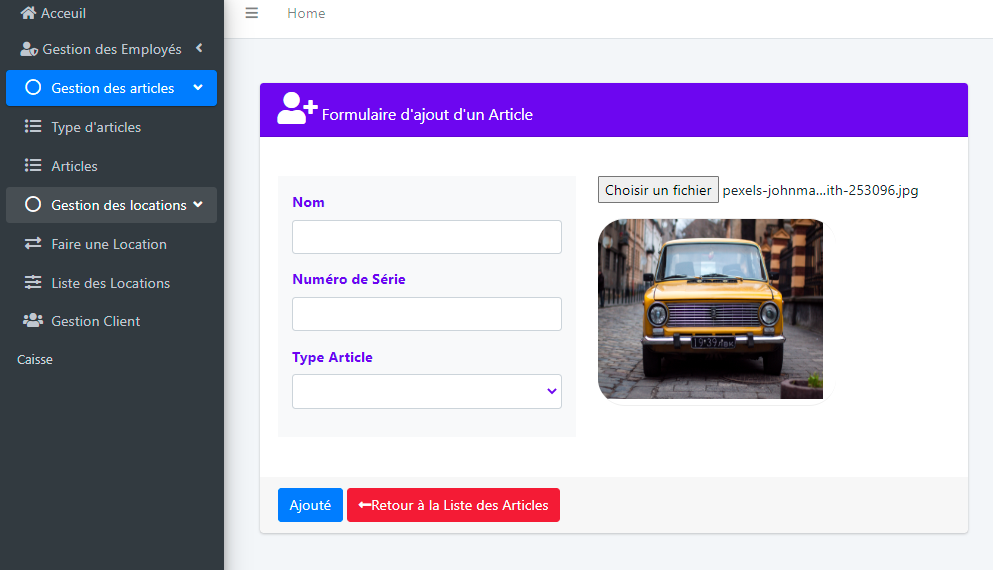 Acceuil
Gestion des Employés
Gestion des articles
Type d'articles
Articles
Gestion des locations
Faire une Location
Liste des Locations
Gestion Client
Caisse
Home
Formulaire d'ajout d'un Article
Nom
Numéro de Série
Type Article
Choisir un fichier pexels-johnma...ith-253096.jpg
Ajouté
Retour à la Liste des Articles